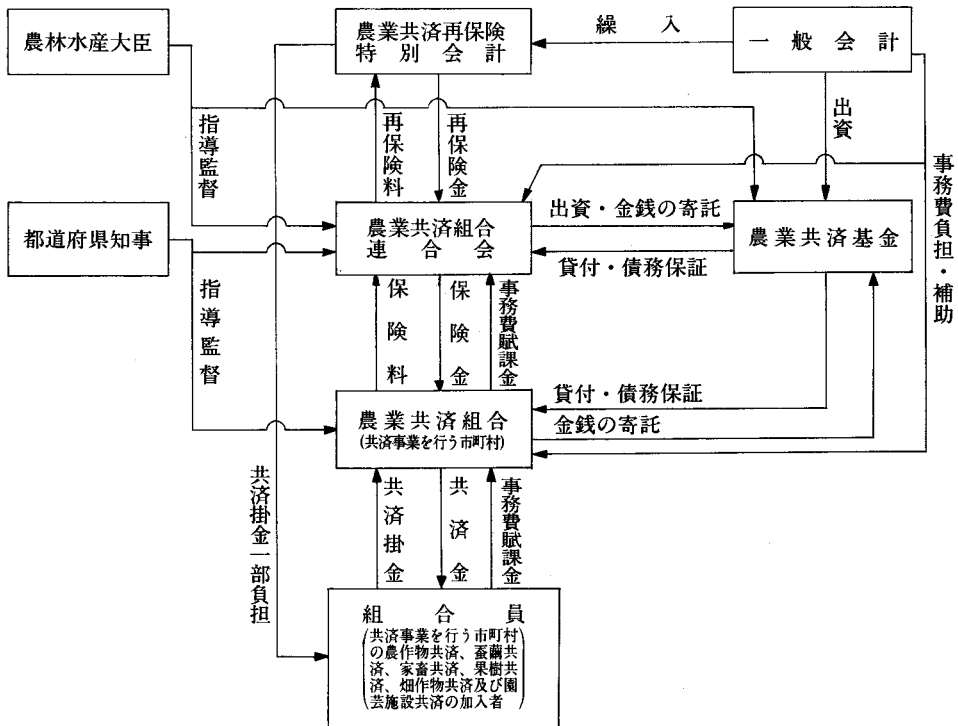 農林水産大臣
農業共済再保険
特別会計
繰入
一般会計
指導監督
再保険料
再保険金
出資
事務費負担・補助
都道府県知事
農業共済組合
連合会
出資・金銭の寄託
貸付・債務保証
農業共済基金
指導監督
保険料
保険金
事務費賦課金
農業共済組合
(共済事業を行う市町村)
貸付・債務保証
金銭の寄託
共済掛金一部負担
共済掛金
共済金
事務費賦課金
組合員
(共済事業を行う市町村
の農作物共済、蚕繭共
済、家畜共済、果樹共
済、畑作物共済及び園
芸施設共済の加入者)